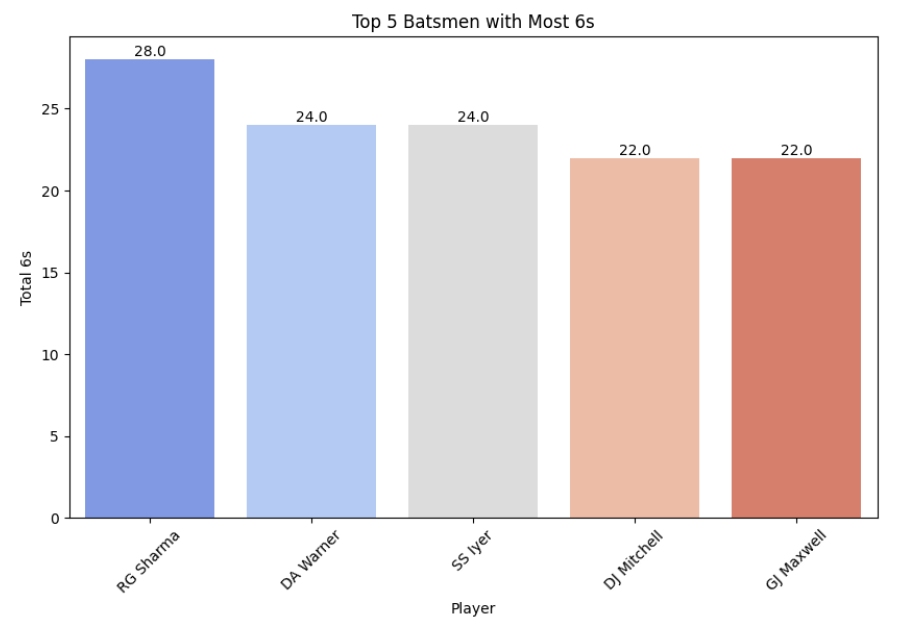 Top 5 Batsmen with Most 6s
28.0
24.0
24.0
22.0
22.0
25
20
15
10
5
0
Total 6s
RG Sharma
DA Warner
SS Iyer
DJ Mitchell
GJ Maxwell
Player